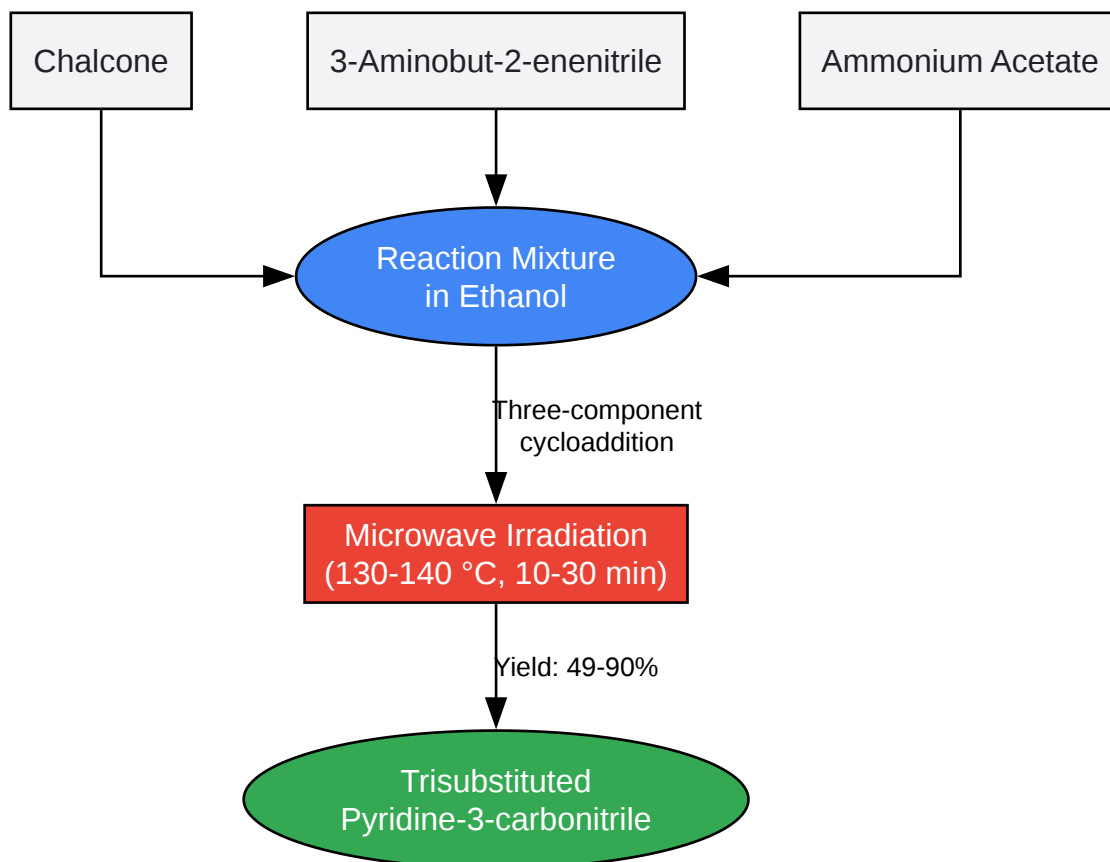 Chalcone
3-Aminobut-2-enenitrile
Ammonium Acetate
Reaction Mixture
in Ethanol
Three-component
cycloaddition
Microwave Irradiation
(130-140 °C, 10-30 min)
Yield: 49-90%
Trisubstituted
Pyridine-3-carbonitrile